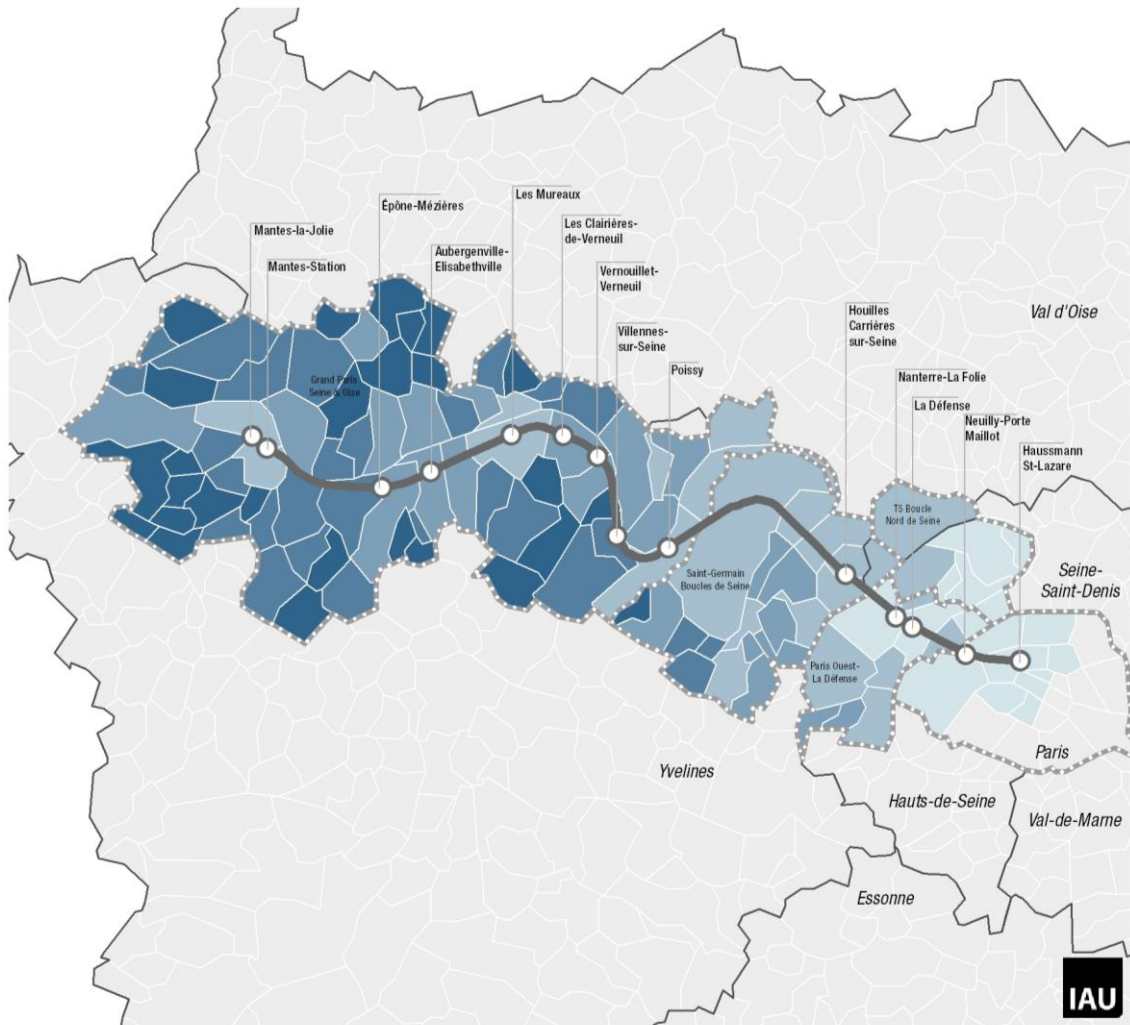 Les Mureaux
Épône-Mézières
Les Clairières-
de-Verneuil
Mantes-la-Jolie
Aubergenville-
Elisabethville
Mantes-Station
Vernouillet-
Verneuil
Houilles
Carrières
sur-Seine
Val d'Oise
Villennes-
sur-Seine
Poissy
Nanterre-La Folie
Grand Paris
Seine & Oise
La Défense
Neuilly-Porte
Maillot
Haussmann
St-Lazare
T5 Boucle
Nord de Seine
Saint-Germain
Boucles de Seine
Seine-
Saint-Denis
Paris Ouest-
La Défense
Paris
Yvelines
Hauts-de-Seine
Val-de-Marne
Essonne
IAU